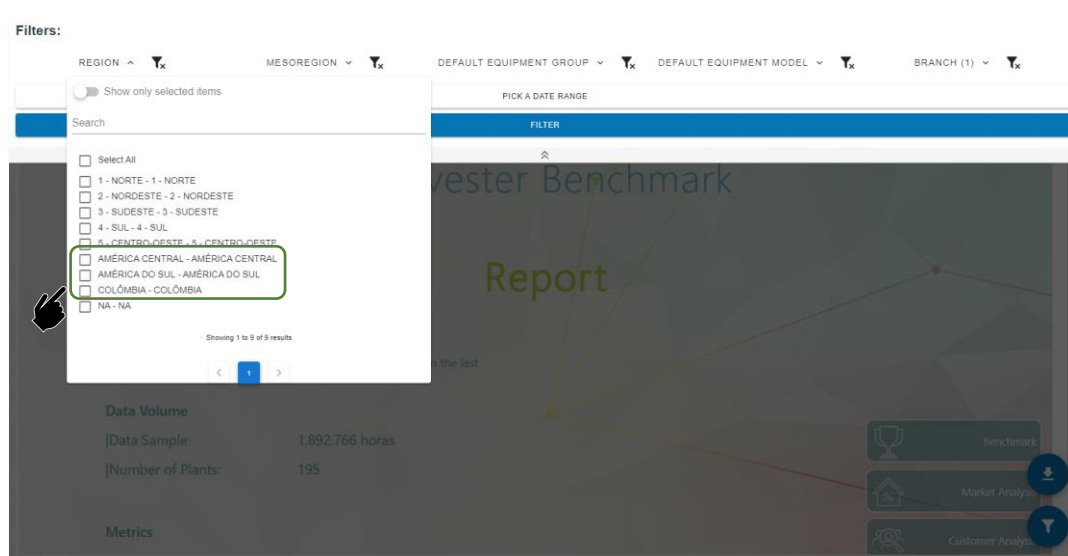 Filters:
REGION MESOREGION DEFAULT EQUIPMENT GROUP DEFAULT EQUIPMENT MODEL BRANCH (1)
Show only selected items
PICK A DATE RANGE
Search
FILTER
Select All
1 - NORTE - 1 - NORTE
2 - NORDESTE - 2 - NORDESTE
3 - SUDESTE - 3 - SUDESTE
4 - SUL - 4 - SUL
5 - CENTRO-OESTE - 5 - CENTRO-OESTE
AMÉRICA CENTRAL - AMÉRICA CENTRAL
AMÉRICA DO SUL - AMÉRICA DO SUL
COLÔMBIA - COLÔMBIA
NA - NA
Showing 1 to 9 of 9 results
1
vester Benchmark
Report
the last
Data Volume
|Data Sample: 1.892.766 horas
|Number of Plants: 195
Metrics
Benchmark
Market Analysis
Customer Analysis